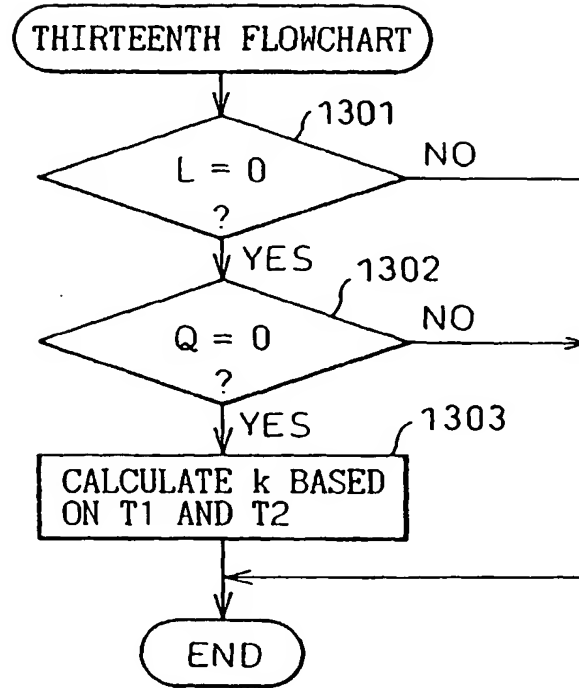 THIRTEENTH FLOWCHART
1301
L = 0
?
NO
YES
1302
Q = 0
?
NO
YES
1303
CALCULATE k BASED
ON T1 AND T2
END